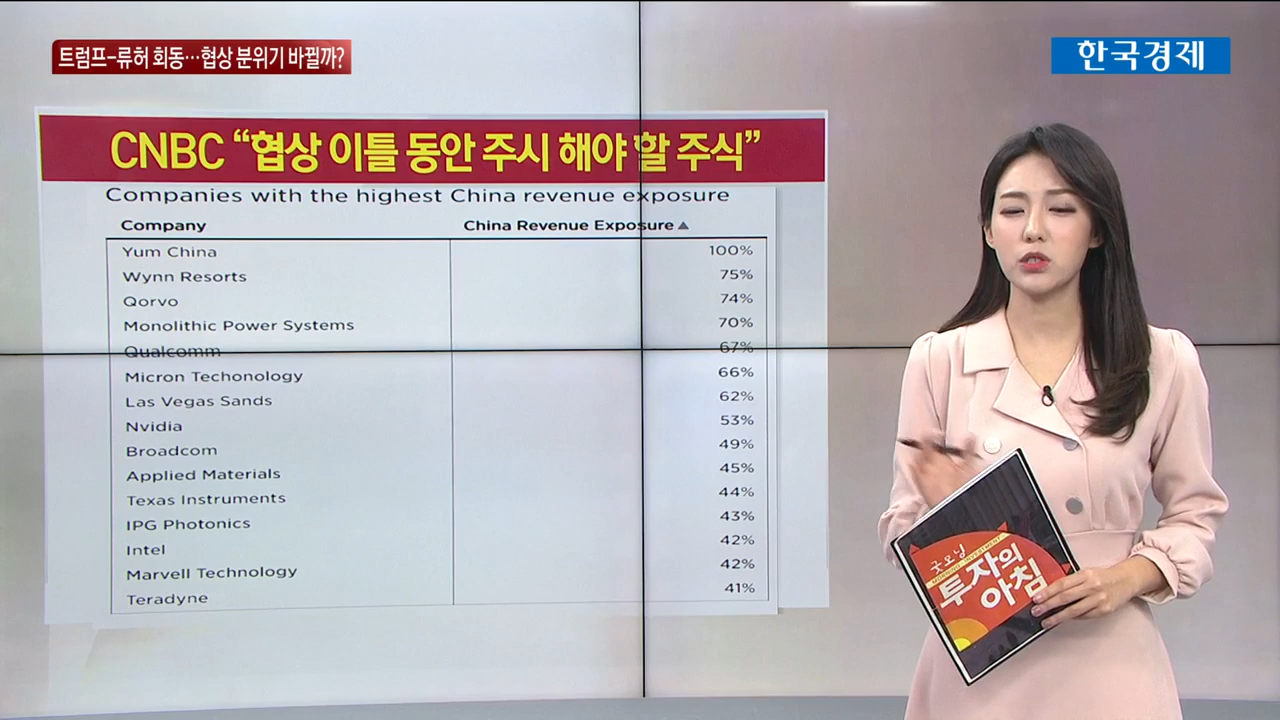 트럼프-류허 회동…협상 분위기 바뀔까?
한국경제
CNBC “협상 이틀 동안 주시 해야 할 주식”
Companies with the highest China revenue exposure
Company China Revenue Exposure ▲
Yum China 100%
Wynn Resorts 75%
Qorvo 74%
Monolithic Power Systems 70%
Qualcomm 67%
Micron Techonology 66%
Las Vegas Sands 62%
Nvidia 53%
Broadcom 49%
Applied Materials 45%
Texas Instruments 44%
IPG Photonics 43%
Intel 42%
Marvell Technology 42%
Teradyne 41%
굿모닝
MORNING INVESTMENT
투자의
아침